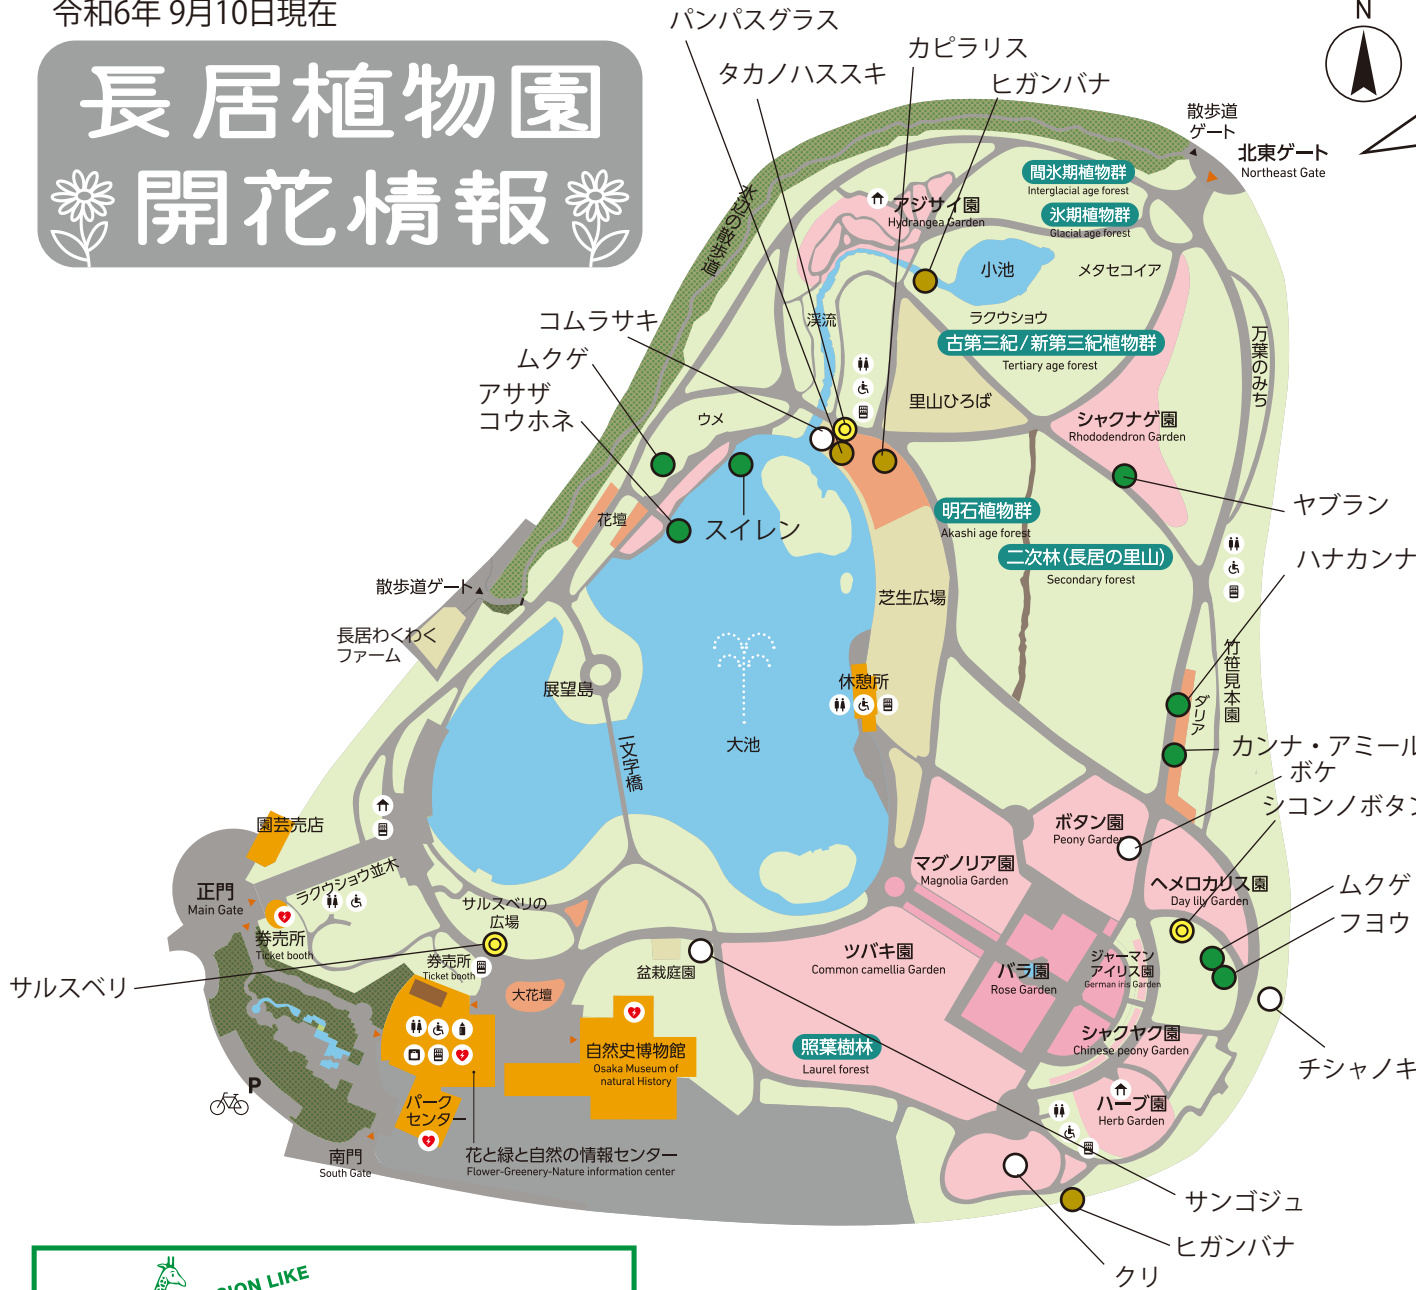 令和6年 9月10日現在
長居植物園
開花情報
パンパスグラス
タカノハススキ
カピラリス
ヒガンバナ
N
散歩道
ゲート
北東ゲート
Northeast Gate
間氷期植物群
Interglacial age forest
氷期植物群
Glacial age forest
アジサイ園
Hydrangea Garden
水辺の散歩道
小池
メタセコイア
ラクウショウ
渓流
古第三紀/新第三紀植物群
Tertiary age forest
万葉のみち
コムラサキ
ムクゲ
アサザ
コウホネ
ウメ
里山ひろば
シャクナゲ園
Rhododendron Garden
花壇
スイレン
明石植物群
Akashi age forest
二次林(長居の里山)
Secondary forest
ヤブラン
ハナカンナ
散歩道ゲート
長居わくわく
ファーム
芝生広場
竹笹見本園
展望島
休憩所
ダリア
一文字橋
大池
カンナ・アミール
ボケ
シコンノボタン
園芸売店
ボタン園
Peony Garden
ラクウショウ並木
マグノリア園
Magnolia Garden
ヘメロカリス園
Day lily Garden
ムクゲ
フヨウ
正門
Main Gate
券売所
Ticket booth
サルスベリの
広場
券売所
Ticket booth
サルスベリ
盆栽庭園
ツバキ園
Common camellia Garden
バラ園
Rose Garden
ジャーマン
アイリス園
German iris Garden
大花壇
シャクヤク園
Chinese peony Garden
自然史博物館
Osaka Museum of
natural History
照葉樹林
Laurel forest
チシャノキ
P
パーク
センター
ハーブ園
Herb Garden
南門
South Gate
花と緑と自然の情報センター
Flower-Greenery-Nature information center
サンゴジュ
ヒガンバナ
クリ
LIKE